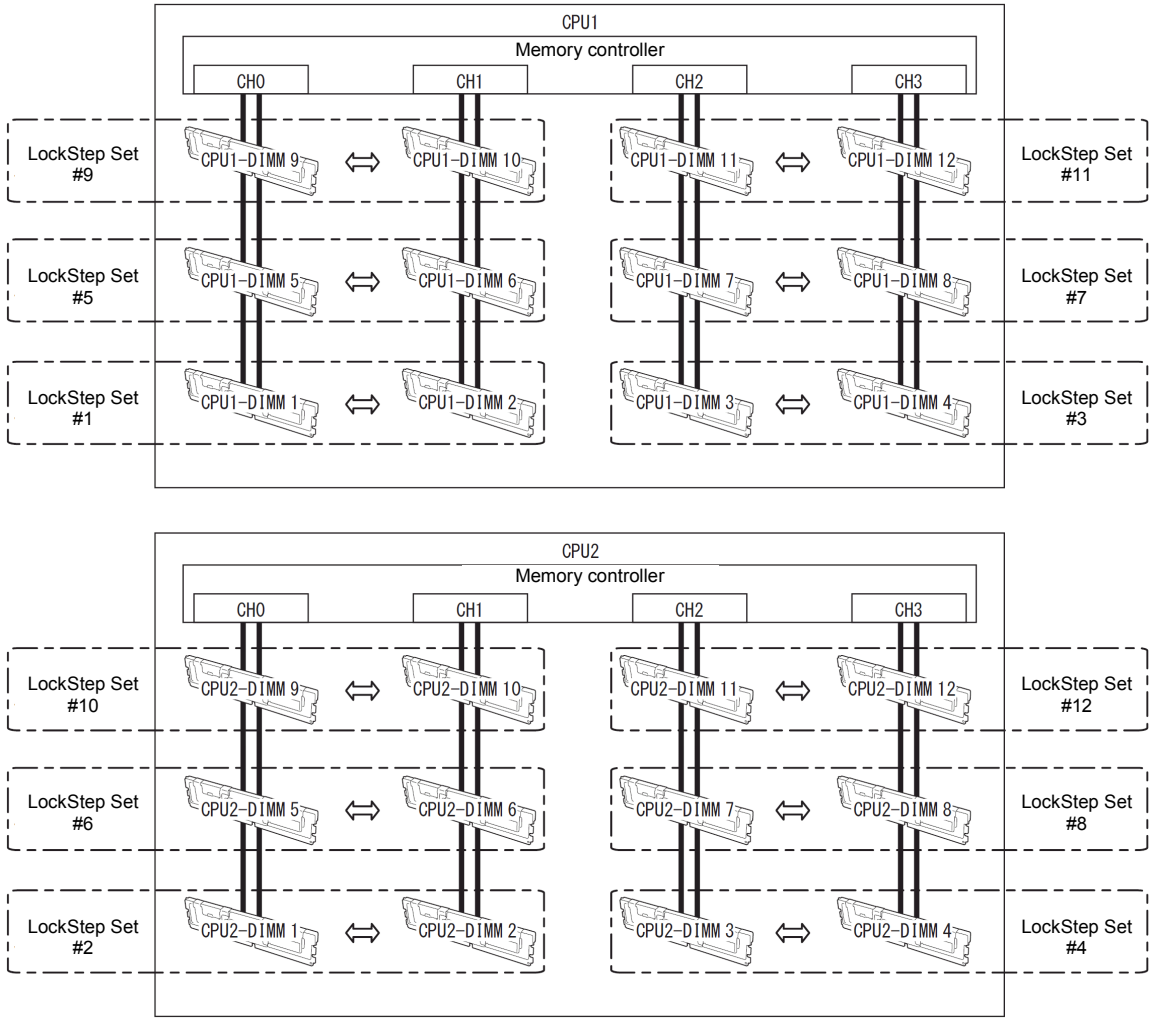 CPU1
Memory controller
CH0 CH1 CH2 CH3
LockStep Set
#9
CPU1-DIMM 9 CPU1-DIMM 10 CPU1-DIMM 11 CPU1-DIMM 12
LockStep Set
#11
LockStep Set
#5
CPU1-DIMM 5 CPU1-DIMM 6 CPU1-DIMM 7 CPU1-DIMM 8
LockStep Set
#7
LockStep Set
#1
CPU1-DIMM 1 CPU1-DIMM 2 CPU1-DIMM 3 CPU1-DIMM 4
LockStep Set
#3
CPU2
Memory controller
CH0 CH1 CH2 CH3
LockStep Set
#10
CPU2-DIMM 9 CPU2-DIMM 10 CPU2-DIMM 11 CPU2-DIMM 12
LockStep Set
#12
LockStep Set
#6
CPU2-DIMM 5 CPU2-DIMM 6 CPU2-DIMM 7 CPU2-DIMM 8
LockStep Set
#8
LockStep Set
#2
CPU2-DIMM 1 CPU2-DIMM 2 CPU2-DIMM 3 CPU2-DIMM 4
LockStep Set
#4